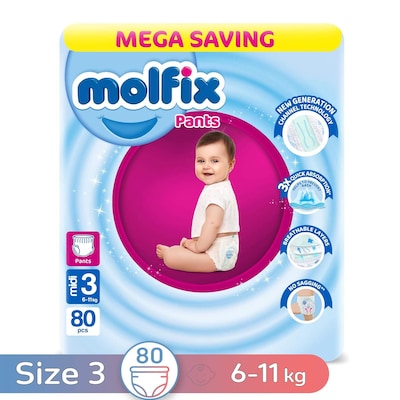 MEGA SAVING
molfix
Pants
NEW GENERATION
CHANNEL TECHNOLOGY
3X QUICK ABSORPTION*
BREATHABLE LAYERS
NO SAGGING**
Pants
midi 3
6-11kg
80
pcs
Size 3
80
6-11 kg